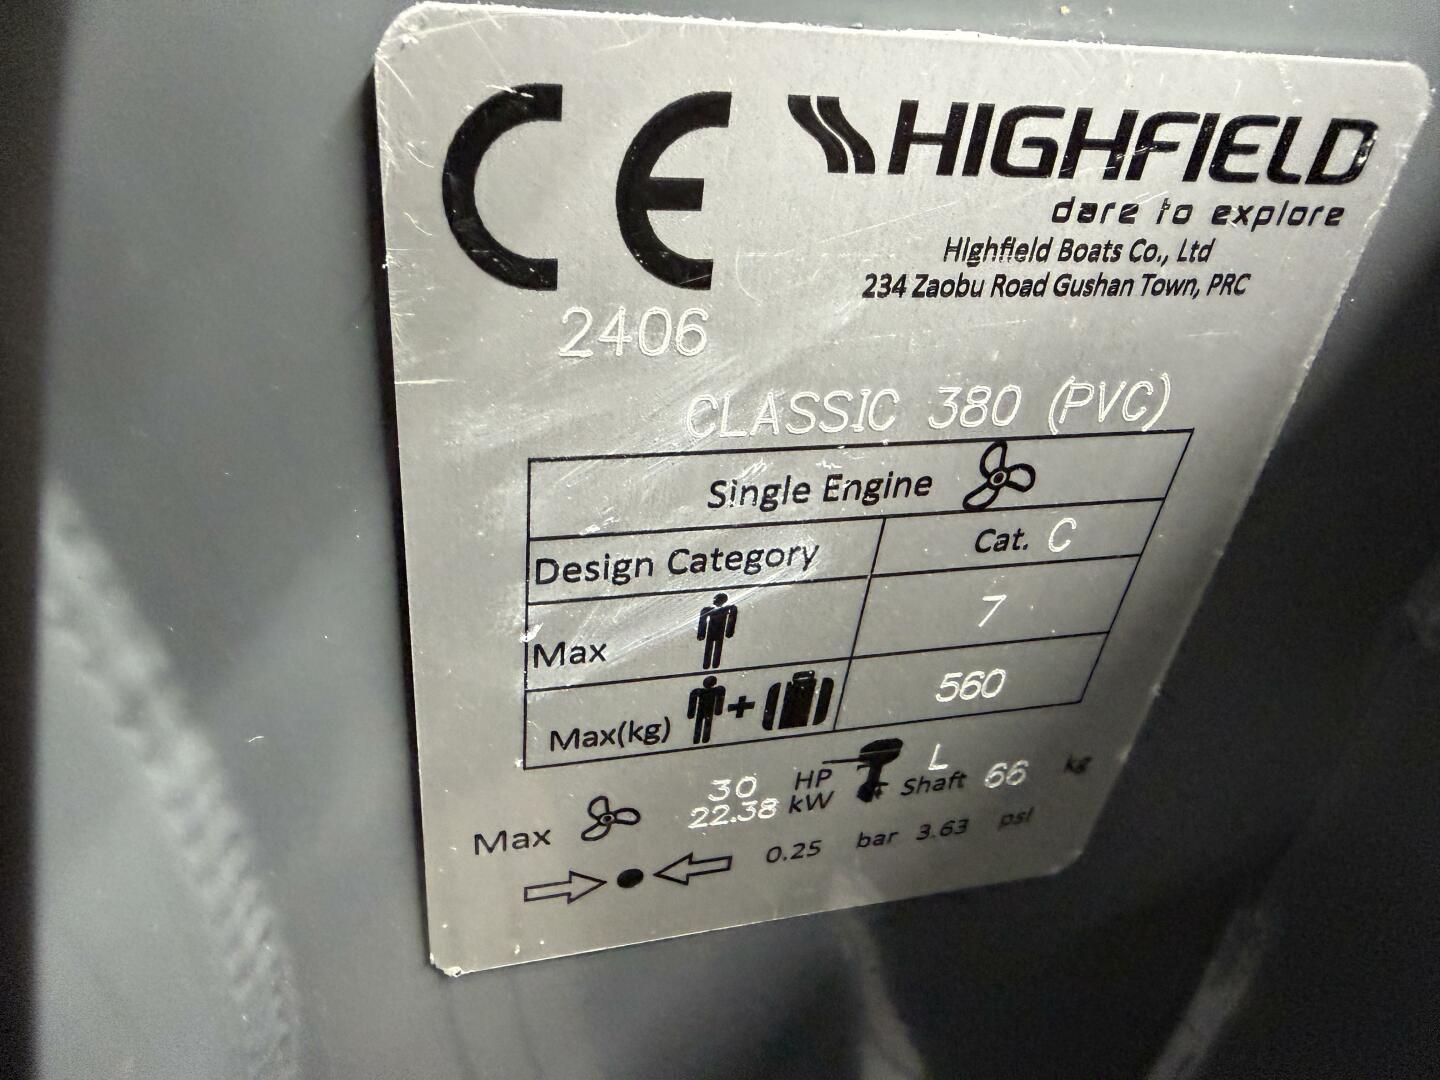 CE
HIGHFIELD
dare to explore
Highfield Boats Co., Ltd
234 Zaobu Road Gushan Town, PRC
2406
CLASSIC 380 (PVC)
Single Engine
Design Category Cat. C
Max 7
Max(kg) + 560
Max 30 HP L Shaft 66 kg
22.38 kW
0.25 bar 3.63 psi